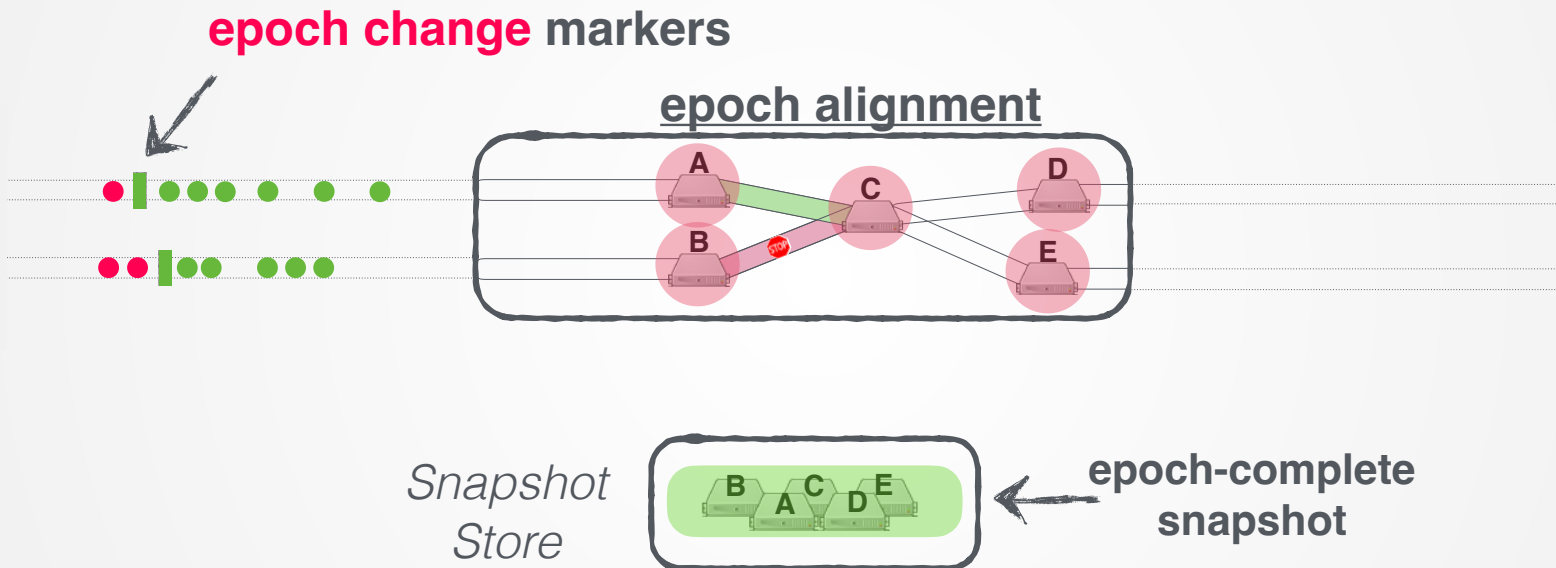 epoch change markers
epoch alignment
A
B
STOP
C
D
E
Snapshot
Store
B C E
A D
epoch-complete
snapshot